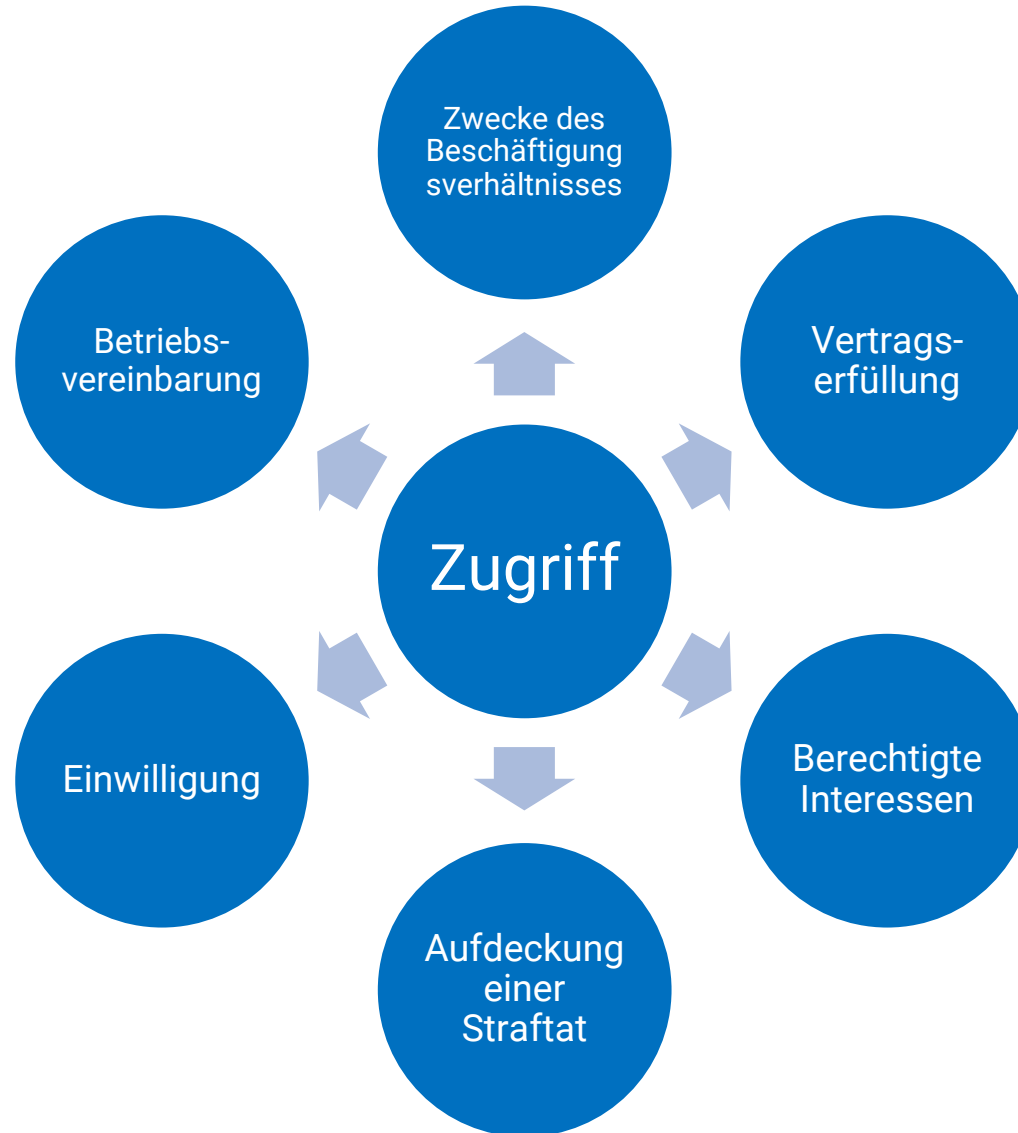 Zwecke des
Beschäftigung
sverhältnisses
Betriebs-
vereinbarung
Vertrags-
erfüllung
Zugriff
Einwilligung
Berechtigte
Interessen
Aufdeckung
einer
Straftat